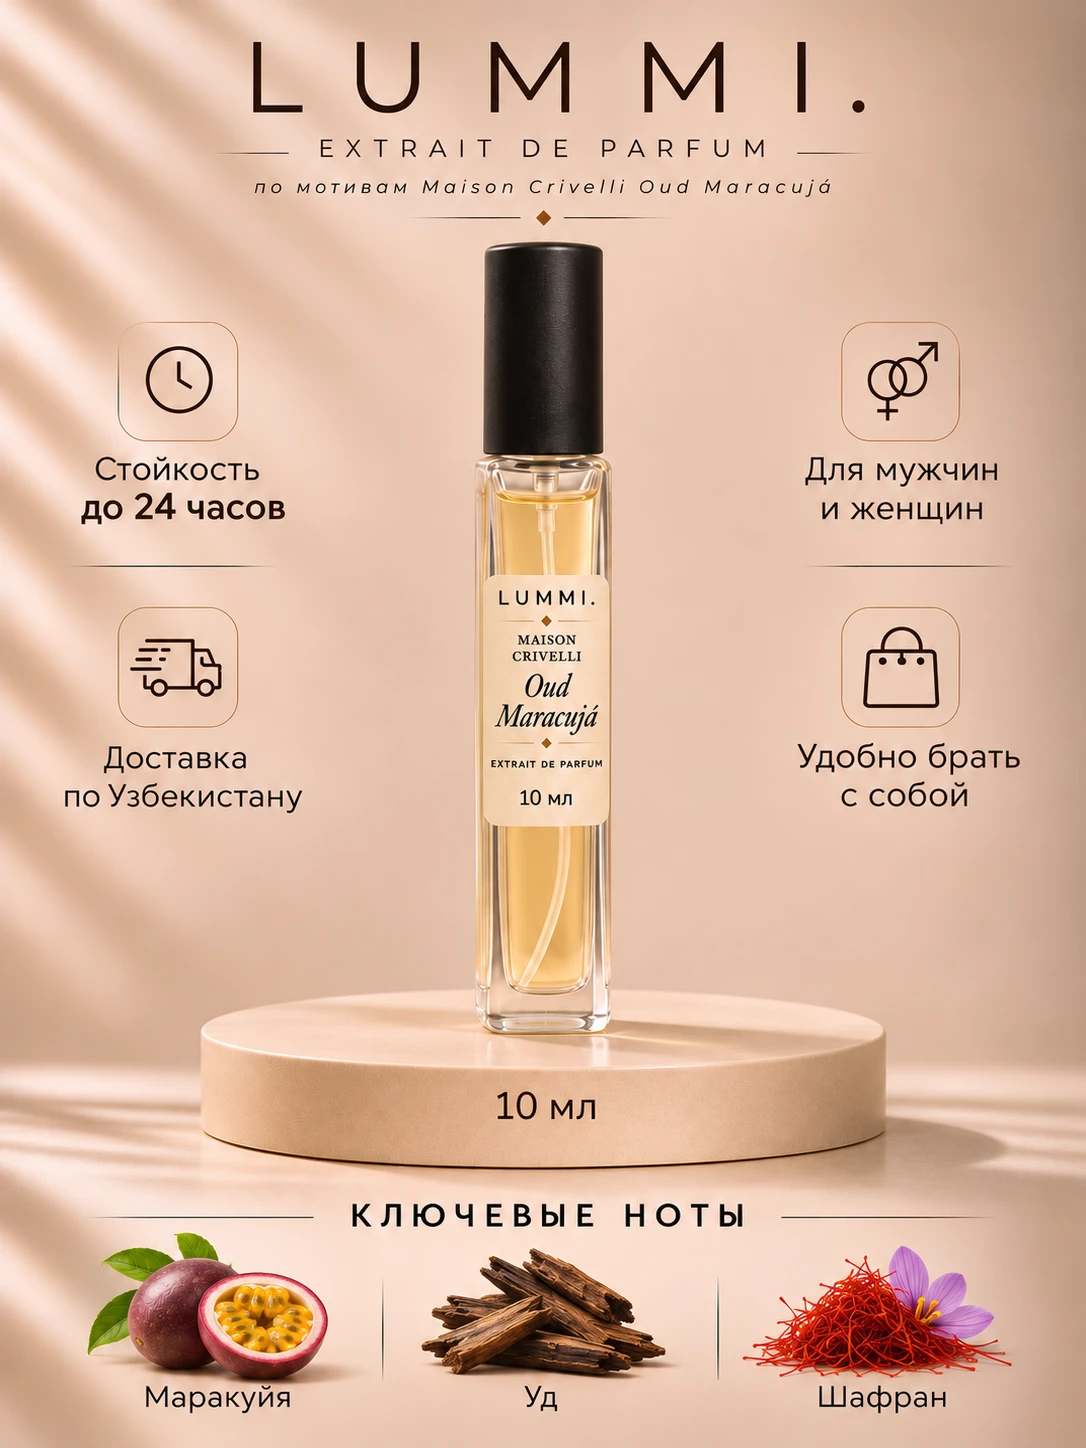 LUMMI.
EXTRAIT DE PARFUM
по мотивам Maison Crivelli Oud Maracujá
Стойкость
до 24 часов
Для мужчин
и женщин
LUMMI.
MAISON
CRIVELLI
Oud
Maracujá
EXTRAIT DE PARFUM
10 мл
Доставка
по Узбекистану
Удобно брать
с собой
10 мл
КЛЮЧЕВЫЕ НОТЫ
Маракуйя
Уд
Шафран